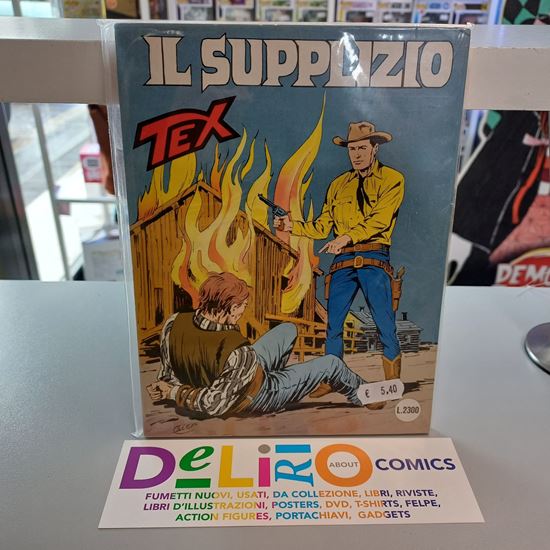 IL SUPPLIZIO
TEX
€ 5.40
L.2300
DeLiRiO
ABOUT
COMICS
FUMETTI NUOVI, USATI, DA COLLEZIONE, LIBRI, RIVISTE,
LIBRI D'ILLUSTRAZIONI, POSTERS, DVD, T-SHIRTS, FELPE,
ACTION FIGURES, PORTACHIAVI, GADGETS